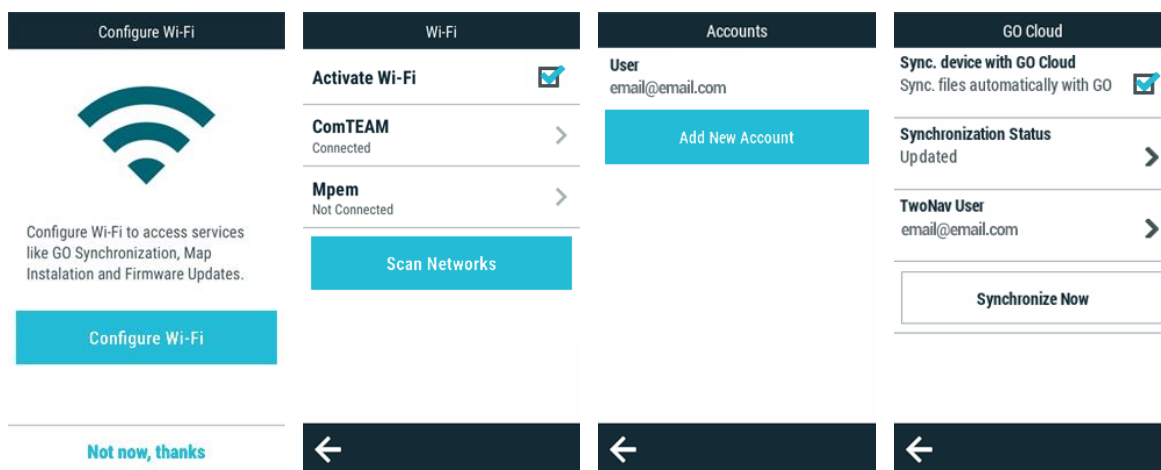 Configure Wi-Fi
Configure Wi-Fi to access services
like GO Synchronization, Map
Instalation and Firmware Updates.
Configure Wi-Fi
Not now, thanks
Wi-Fi
Activate Wi-Fi
ComTEAM
Connected
Mpem
Not Connected
Scan Networks
Accounts
User
email@email.com
Add New Account
GO Cloud
Sync. device with GO Cloud
Sync. files automatically with GO
Synchronization Status
Updated
TwoNav User
email@email.com
Synchronize Now